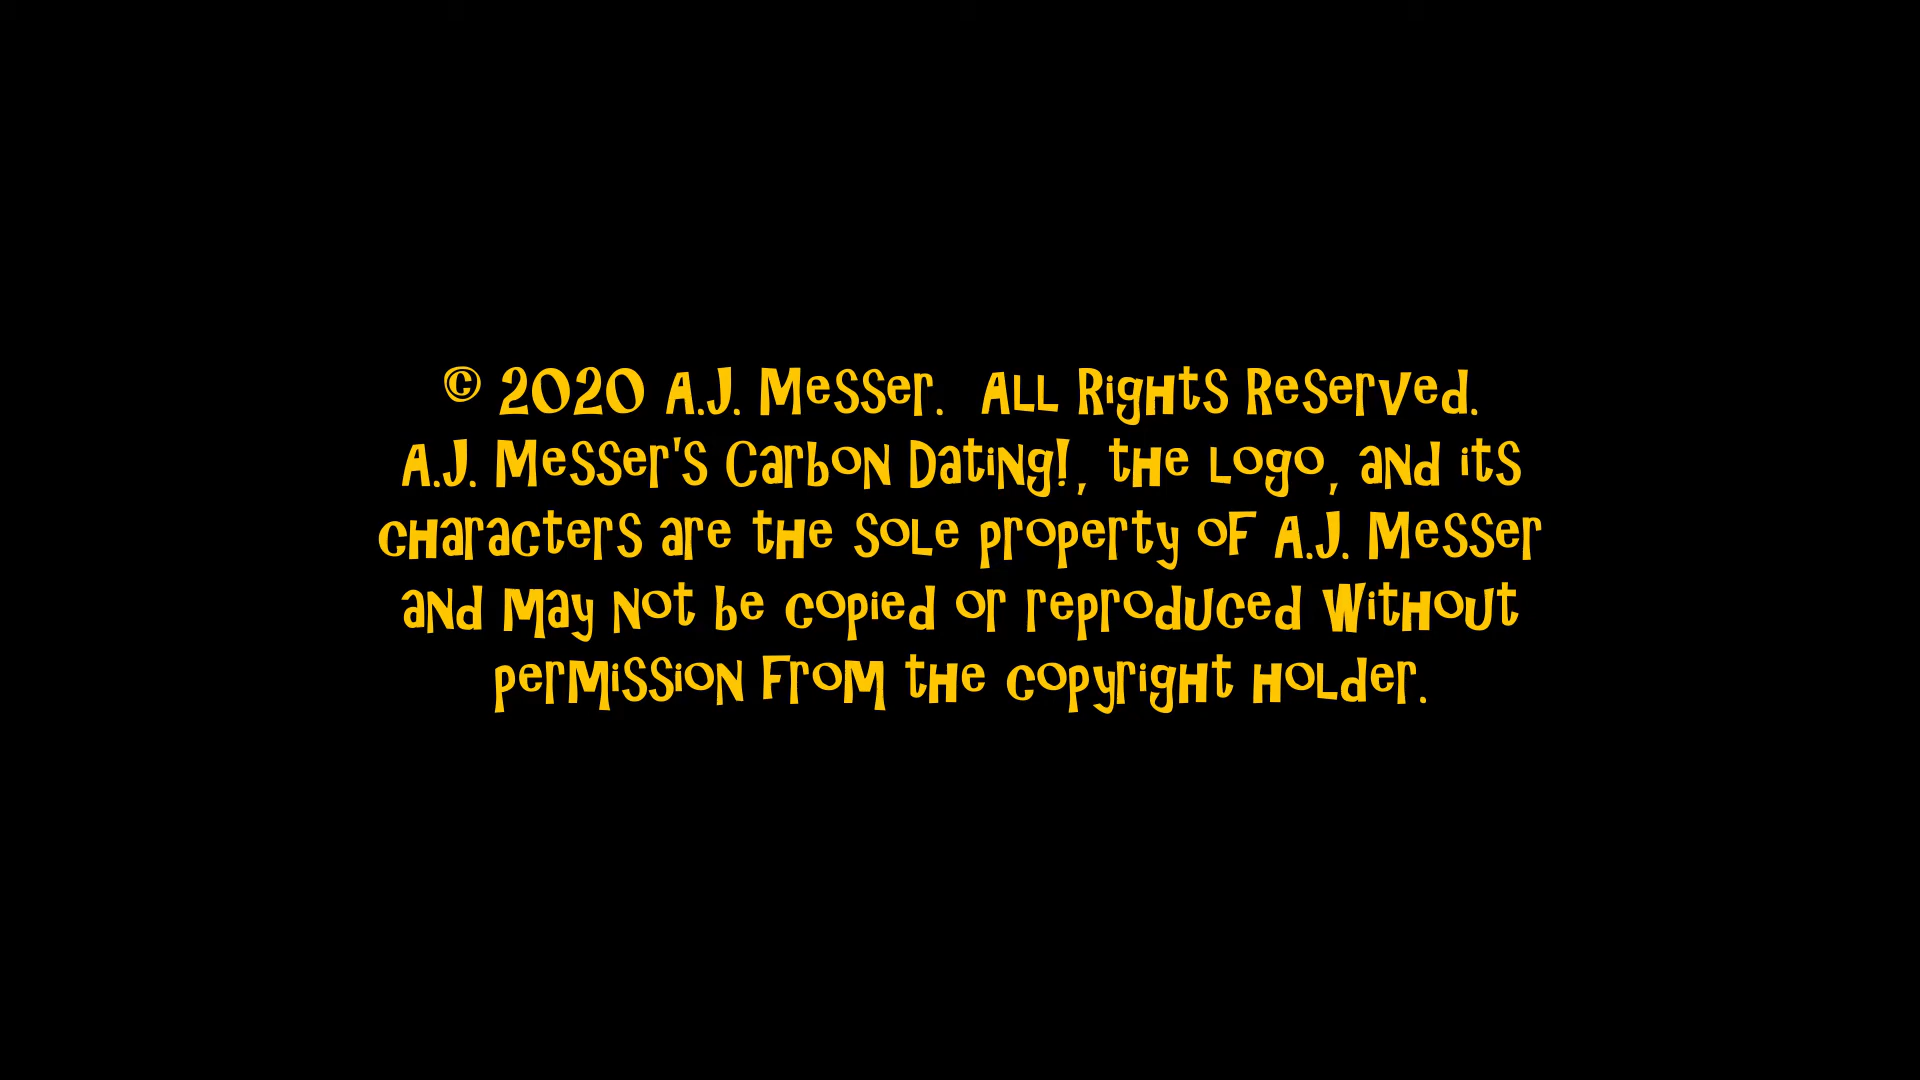 © 2020 A.J. Messer.  All Rights Reserved.
A.J. Messer's Carbon Dating!, the logo, and its
characters are the sole property of A.J. Messer
and may not be copied or reproduced without
permission from the copyright holder.